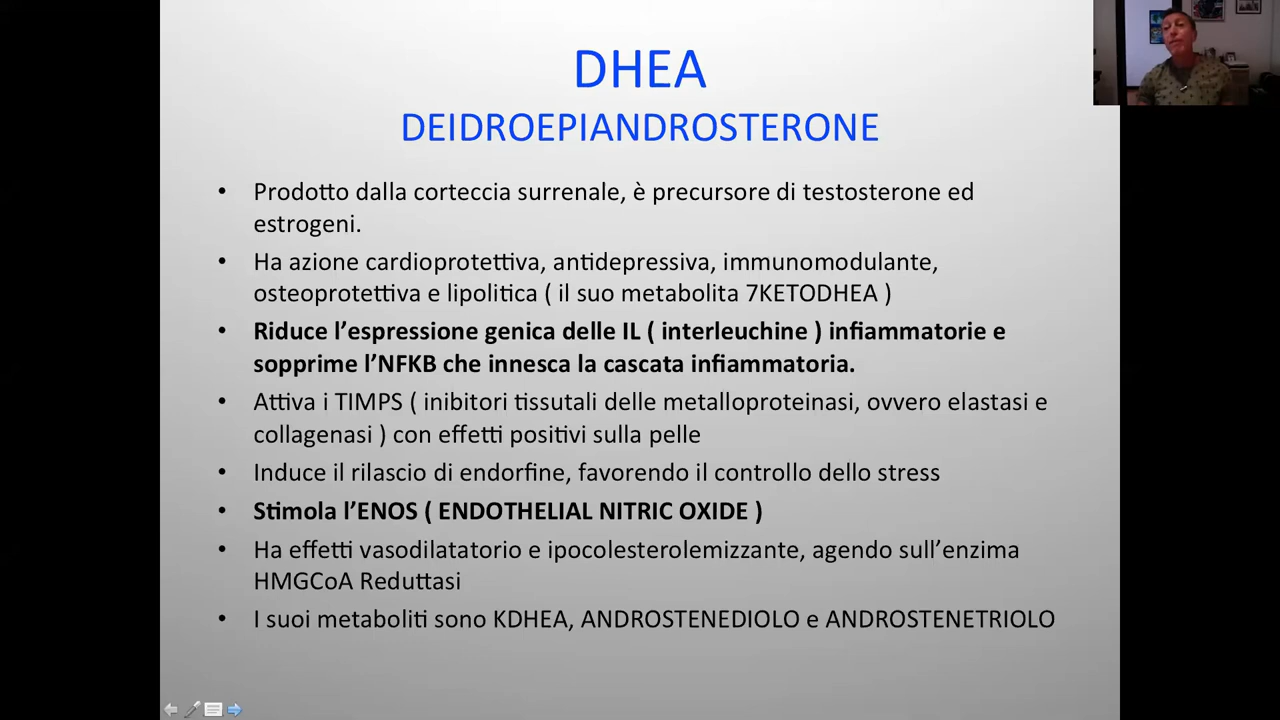 DHEA
DEIDROEPIANDROSTERONE
• Prodotto dalla corteccia surrenale, è precursore di testosterone ed
estrogeni.
• Ha azione cardioprotettiva, antidepressiva, immunomodulante,
osteoprotettiva e lipolitica ( il suo metabolita 7KETODHEA )
• Riduce l’espressione genica delle IL ( interleuchine ) infiammatorie e
sopprime l’NFKB che innesca la cascata infiammatoria.
• Attiva i TIMPS ( inibitori tissutali delle metalloproteinasi, ovvero elastasi e
collagenasi ) con effetti positivi sulla pelle
• Induce il rilascio di endorfine, favorendo il controllo dello stress
• Stimola l’ENOS ( ENDOTHELIAL NITRIC OXIDE )
• Ha effetti vasodilatatorio e ipocolesterolemizzante, agendo sull’enzima
HMGCoA Reduttasi
• I suoi metaboliti sono KDHEA, ANDROSTENEDIOLO e ANDROSTENETRIOLO